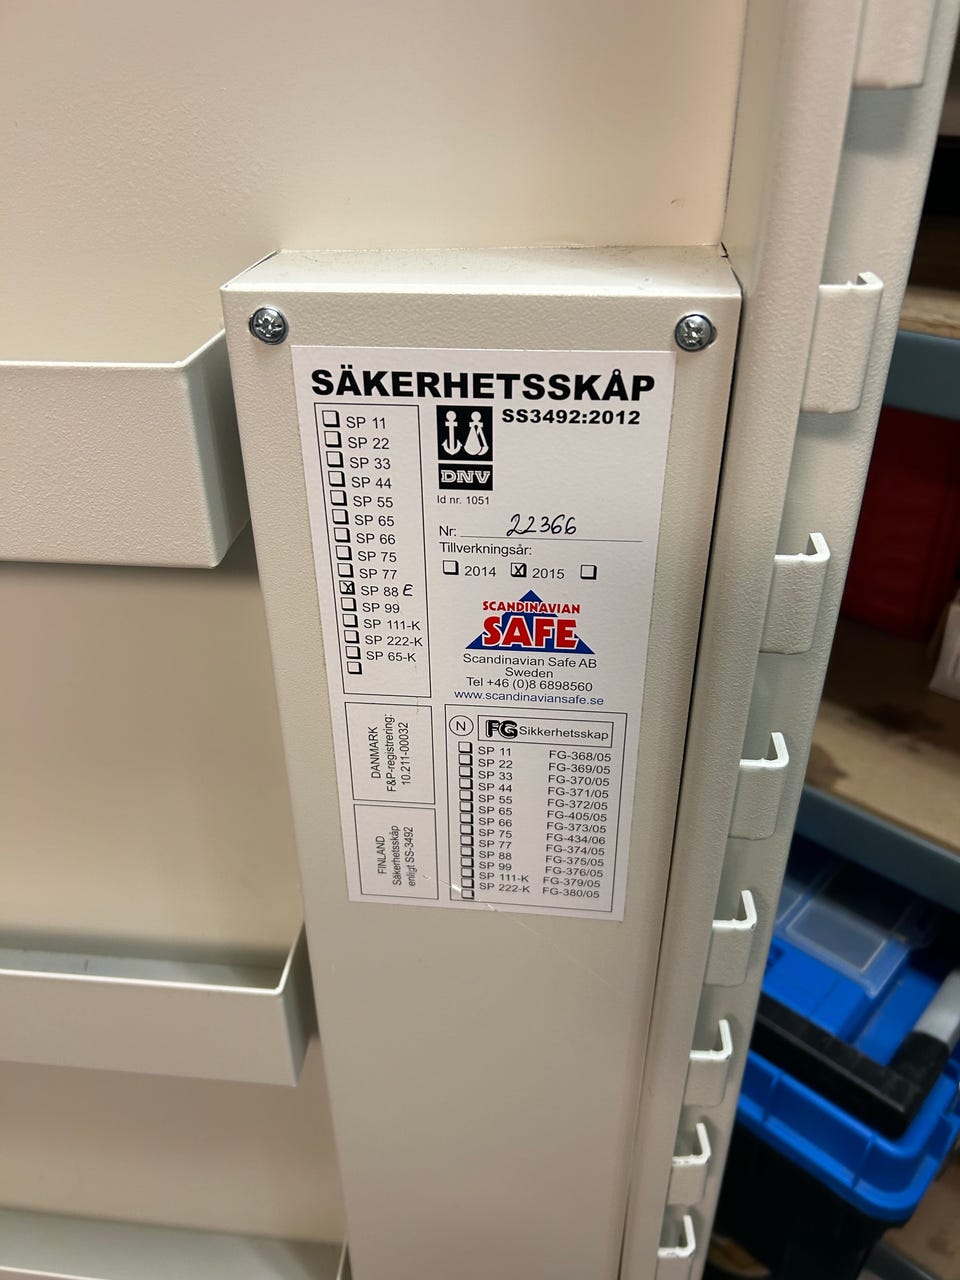 SÄKERHETSSKÅP
SS3492:2012
SP 11
SP 22
SP 33
SP 44
SP 55
SP 65
SP 66
SP 75
SP 77
SP 88 E
SP 99
SP 111-K
SP 222-K
SP 65-K
DNV
Id nr. 1051
Nr: 22366
Tillverkningsår:
2014 2015
SCANDINAVIAN
SAFE
Scandinavian Safe AB
Sweden
Tel +46 (0)8 6898560
www.scandinaviansafe.se
DANMARK
F&P-registrering:
10.211-00032
FINLAND
Säkerhetsskåp
enligt SS-3492
N FG Sikkerhetsskap
SP 11 FG-368/05
SP 22 FG-369/05
SP 33 FG-370/05
SP 44 FG-371/05
SP 55 FG-372/05
SP 65 FG-405/05
SP 66 FG-373/05
SP 75 FG-434/06
SP 77 FG-374/05
SP 88 FG-375/05
SP 99 FG-376/05
SP 111-K FG-379/05
SP 222-K FG-380/05